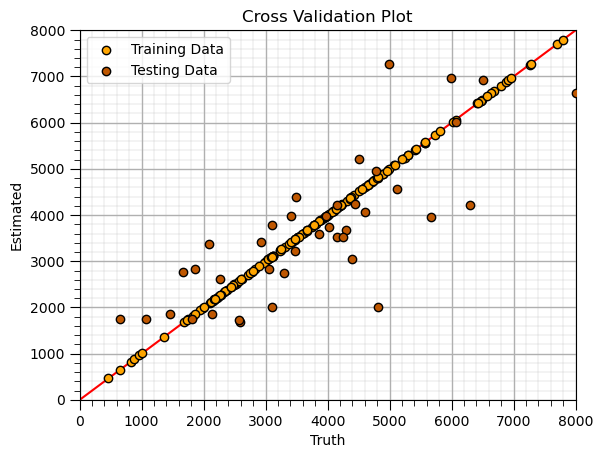 Cross Validation Plot
Training Data
Testing Data
8000
7000
6000
5000
4000
3000
2000
1000
0
Estimated
0 1000 2000 3000 4000 5000 6000 7000 8000
Truth